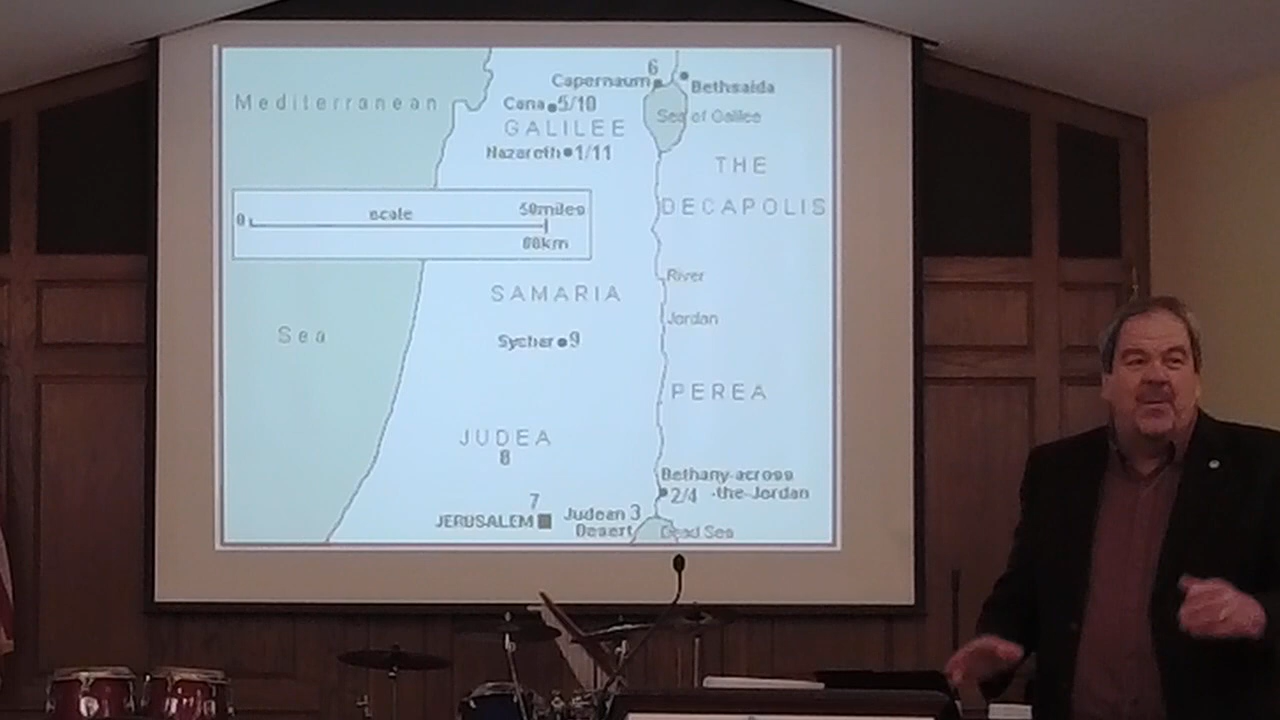 6
Capernaum
Bethsaida
Mediterranean
Cana 5/10
Sea of Galilee
GALILEE
Nazareth 1/11
THE
DECAPOLIS
0 scale 50miles
80km
River
SAMARIA
Jordan
Sea
Sychar 9
PEREA
JUDEA
8
Bethany-across
2/4 -the-Jordan
7
JERUSALEM
Judean 3
Desert
Dead Sea